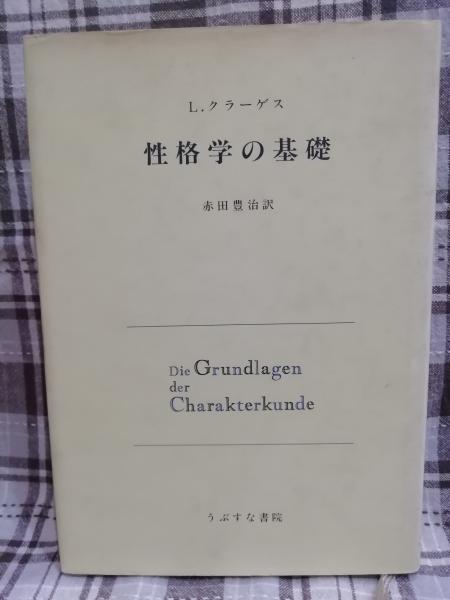 L.クラーゲス
性格学の基礎
赤田豊治訳
Die Grundlagen
der
Charakterkunde
うぶすな書院